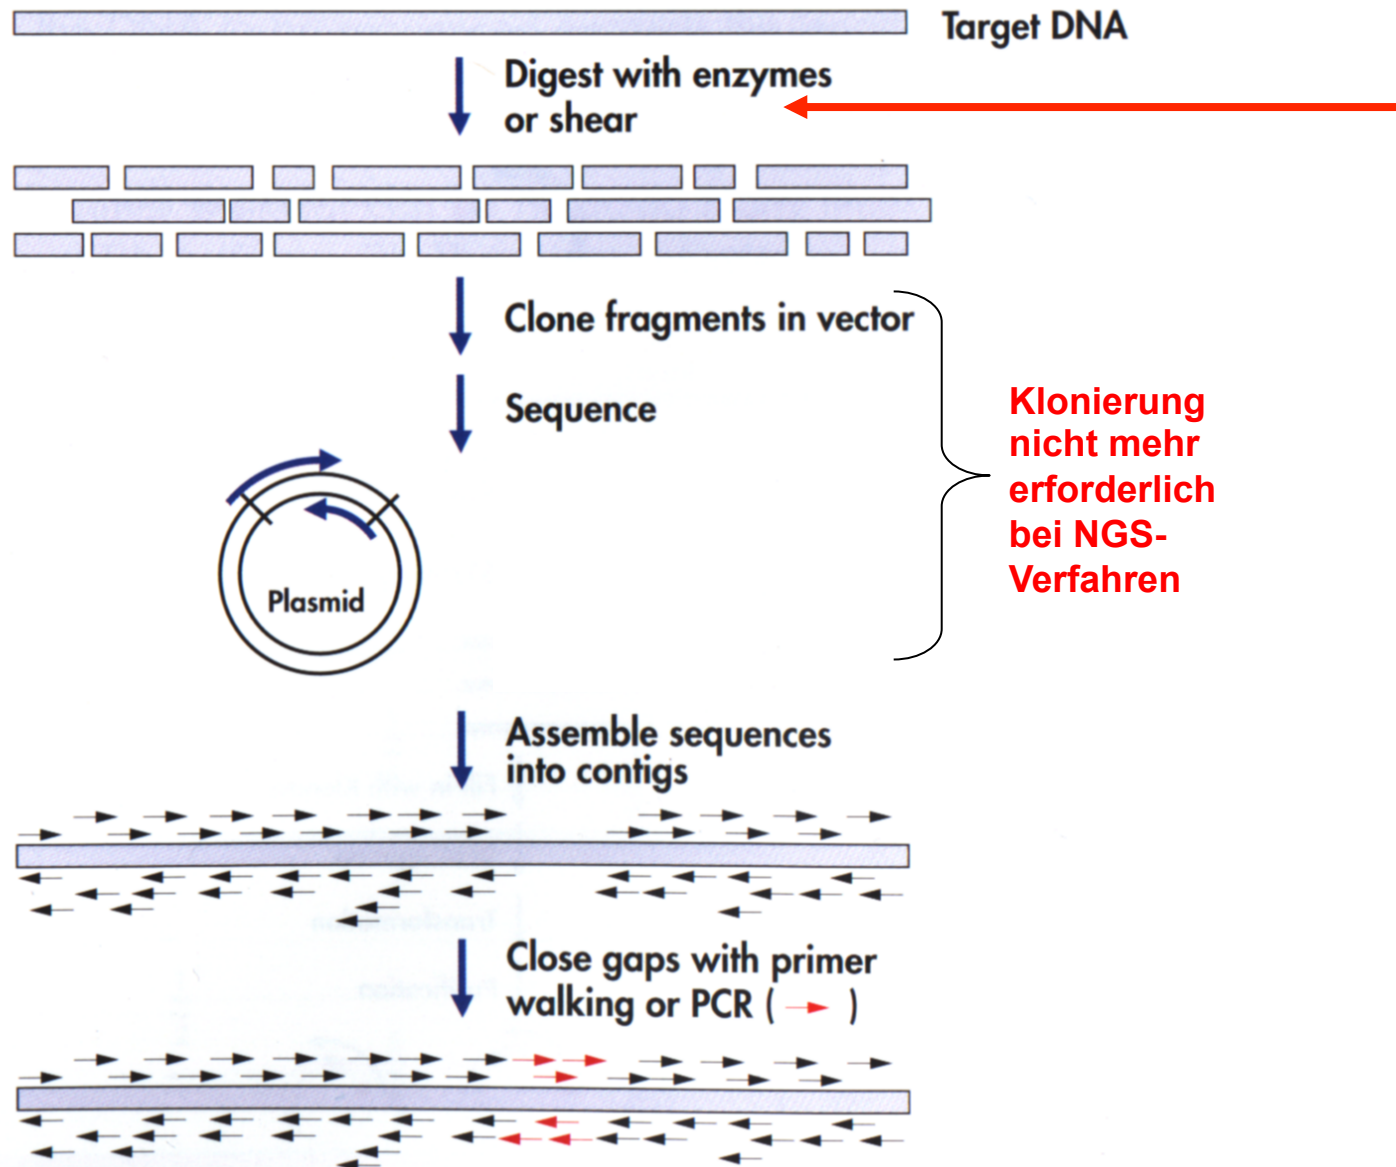 Target DNA
Digest with enzymes
or shear
Clone fragments in vector
Sequence
Klonierung
nicht mehr
erforderlich
bei NGS-
Verfahren
Plasmid
Assemble sequences
into contigs
Close gaps with primer
walking or PCR ( → )